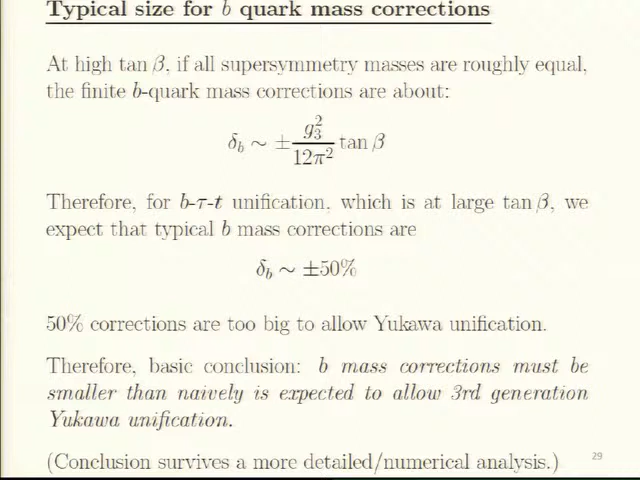 Typical size for b quark mass corrections
At high tan β, if all supersymmetry masses are roughly equal,
the finite b-quark mass corrections are about:
δ_b ∼ ± g_3^2 / 12π^2 tan β
Therefore, for b-τ-t unification, which is at large tan β, we
expect that typical b mass corrections are
δ_b ∼ ±50%
50% corrections are too big to allow Yukawa unification.
Therefore, basic conclusion: b mass corrections must be
smaller than naively is expected to allow 3rd generation
Yukawa unification.
(Conclusion survives a more detailed/numerical analysis.)
29